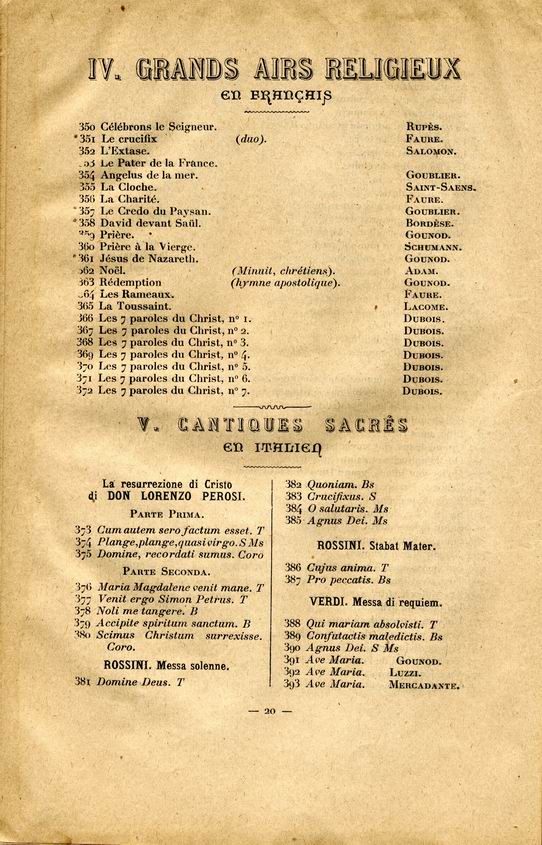 IV. GRANDS AIRS RELIGIEUX
EN FRANÇAIS
350 Célébrons le Seigneur. RUPÈS.
*351 Le crucifix (duo). FAURE.
352 L'Extase. SALOMON.
353 Le Pater de la France.
354 Angelus de la mer. GOUBLIER.
355 La Cloche. SAINT-SAENS.
356 La Charité. FAURE.
*357 Le Credo du Paysan. GOUBLIER.
*358 David devant Saül. BORDÈSE.
359 Prière. GOUNOD.
360 Prière à la Vierge. SCHUMANN.
*361 Jésus de Nazareth. GOUNOD.
362 Noël. (Minuit, chrétiens). ADAM.
363 Rédemption (hymne apostolique). GOUNOD.
364 Les Rameaux. FAURE.
365 La Toussaint. LACOME.
366 Les 7 paroles du Christ, n° 1. DUBOIS.
367 Les 7 paroles du Christ, n° 2. DUBOIS.
368 Les 7 paroles du Christ, n° 3. DUBOIS.
369 Les 7 paroles du Christ, n° 4. DUBOIS.
370 Les 7 paroles du Christ, n° 5. DUBOIS.
371 Les 7 paroles du Christ, n° 6. DUBOIS.
372 Les 7 paroles du Christ, n° 7. DUBOIS.
V. CANTIQUES SACRÉS
EN ITALIEN
La resurrezione di Cristo
di DON LORENZO PEROSI.
PARTE PRIMA.
373 Cum autem sero factum esset. T
374 Plange, plange, quasi virgo. S Ms
375 Domine, recordati sumus. Coro
PARTE SECONDA.
376 Maria Magdalene venit mane. T
377 Venit ergo Simon Petrus. T
378 Noli me tangere. B
379 Accipite spiritum sanctum. B
380 Scimus Christum surrexisse.
Coro.
ROSSINI. Messa solenne.
381 Domine Deus. T
382 Quoniam. Bs
383 Crucifixus. S
384 O salutaris. Ms
385 Agnus Dei. Ms
ROSSINI. Stabat Mater.
386 Cujus anima. T
387 Pro peccatis. Bs
VERDI. Messa di requiem.
388 Qui mariam absolvisti. T
389 Confutactis maledictis. Bs
390 Agnus Dei. S Ms
391 Ave Maria. GOUNOD.
392 Ave Maria. LUZZI.
393 Ave Maria. MERCADANTE.
— 20 —